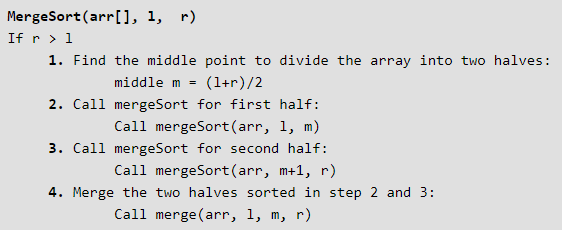 MergeSort(arr[], l,  r)
If r > l
1. Find the middle point to divide the array into two halves:
middle m = (l+r)/2
2. Call mergeSort for first half:
Call mergeSort(arr, l, m)
3. Call mergeSort for second half:
Call mergeSort(arr, m+1, r)
4. Merge the two halves sorted in step 2 and 3:
Call merge(arr, l, m, r)